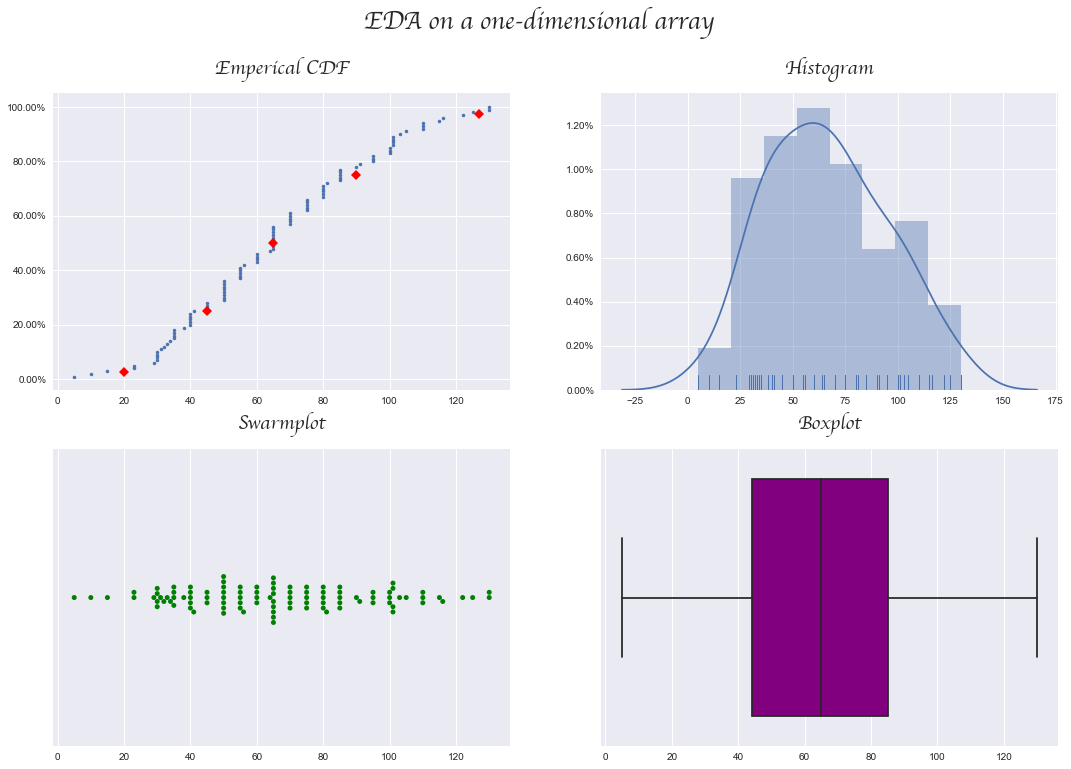 EDA on a one-dimensional array
Emperical CDF
100.00%
80.00%
60.00%
40.00%
20.00%
0.00%
0 20 40 60 80 100 120
Histogram
1.20%
1.00%
0.80%
0.60%
0.40%
0.20%
0.00%
−25 0 25 50 75 100 125 150 175
Swarmplot
0 20 40 60 80 100 120
Boxplot
0 20 40 60 80 100 120